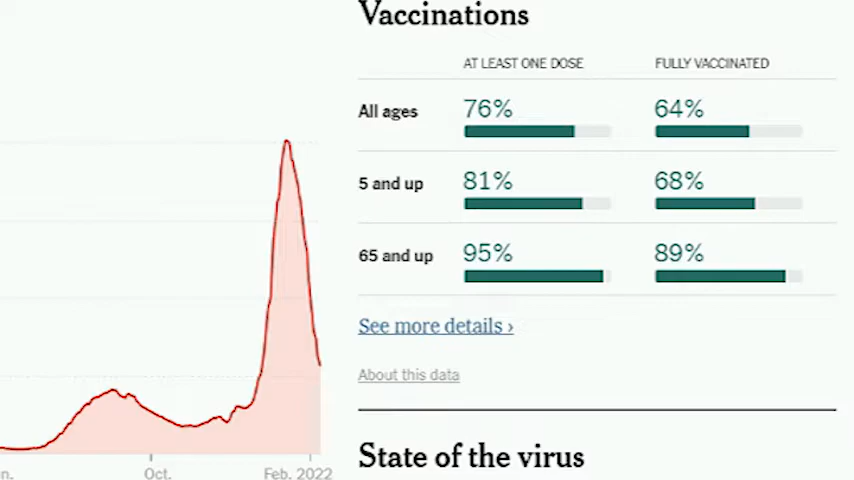 Vaccinations
AT LEAST ONE DOSE FULLY VACCINATED
All ages 76% 64%
5 and up 81% 68%
65 and up 95% 89%
See more details ›
About this data
State of the virus
n. Oct. Feb. 2022